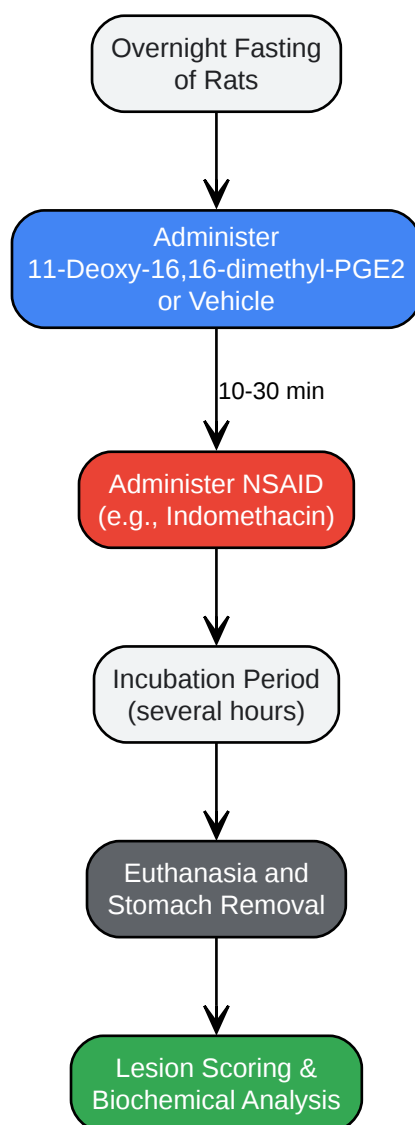 Overnight Fasting
of Rats
Administer
11-Deoxy-16,16-dimethyl-PGE2
or Vehicle
10-30 min
Administer NSAID
(e.g., Indomethacin)
Incubation Period
(several hours)
Euthanasia and
Stomach Removal
Lesion Scoring &
Biochemical Analysis